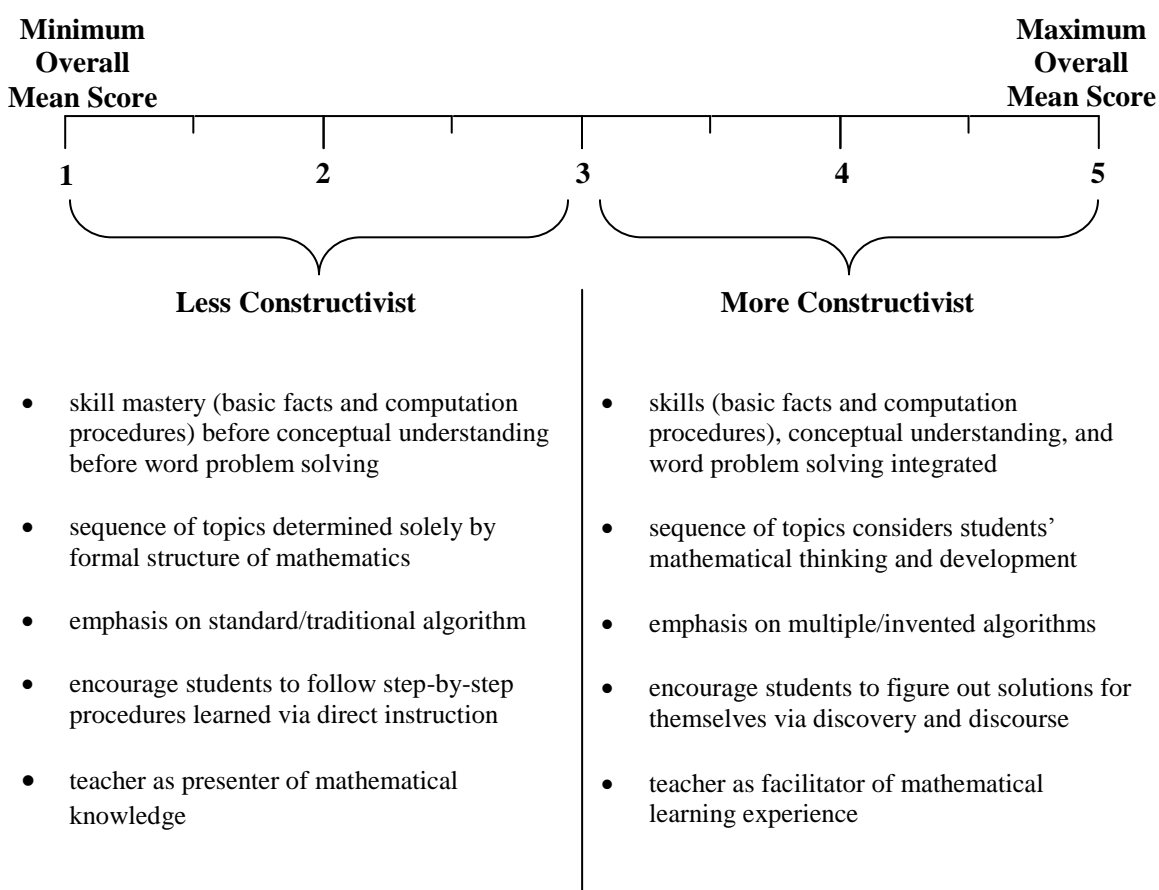 Minimum
Overall
Mean Score
Maximum
Overall
Mean Score
1 2 3 4 5
Less Constructivist
• skill mastery (basic facts and computation
procedures) before conceptual understanding
before word problem solving
• sequence of topics determined solely by
formal structure of mathematics
• emphasis on standard/traditional algorithm
• encourage students to follow step-by-step
procedures learned via direct instruction
• teacher as presenter of mathematical
knowledge
More Constructivist
• skills (basic facts and computation
procedures), conceptual understanding, and
word problem solving integrated
• sequence of topics considers students’
mathematical thinking and development
• emphasis on multiple/invented algorithms
• encourage students to figure out solutions for
themselves via discovery and discourse
• teacher as facilitator of mathematical
learning experience